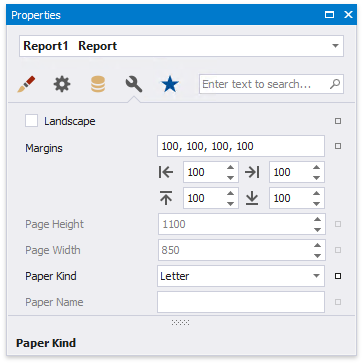 Properties
Report1 Report
Enter text to search...
Landscape
Margins 100, 100, 100, 100
100 100
100 100
Page Height 1100
Page Width 850
Paper Kind Letter
Paper Name
Paper Kind